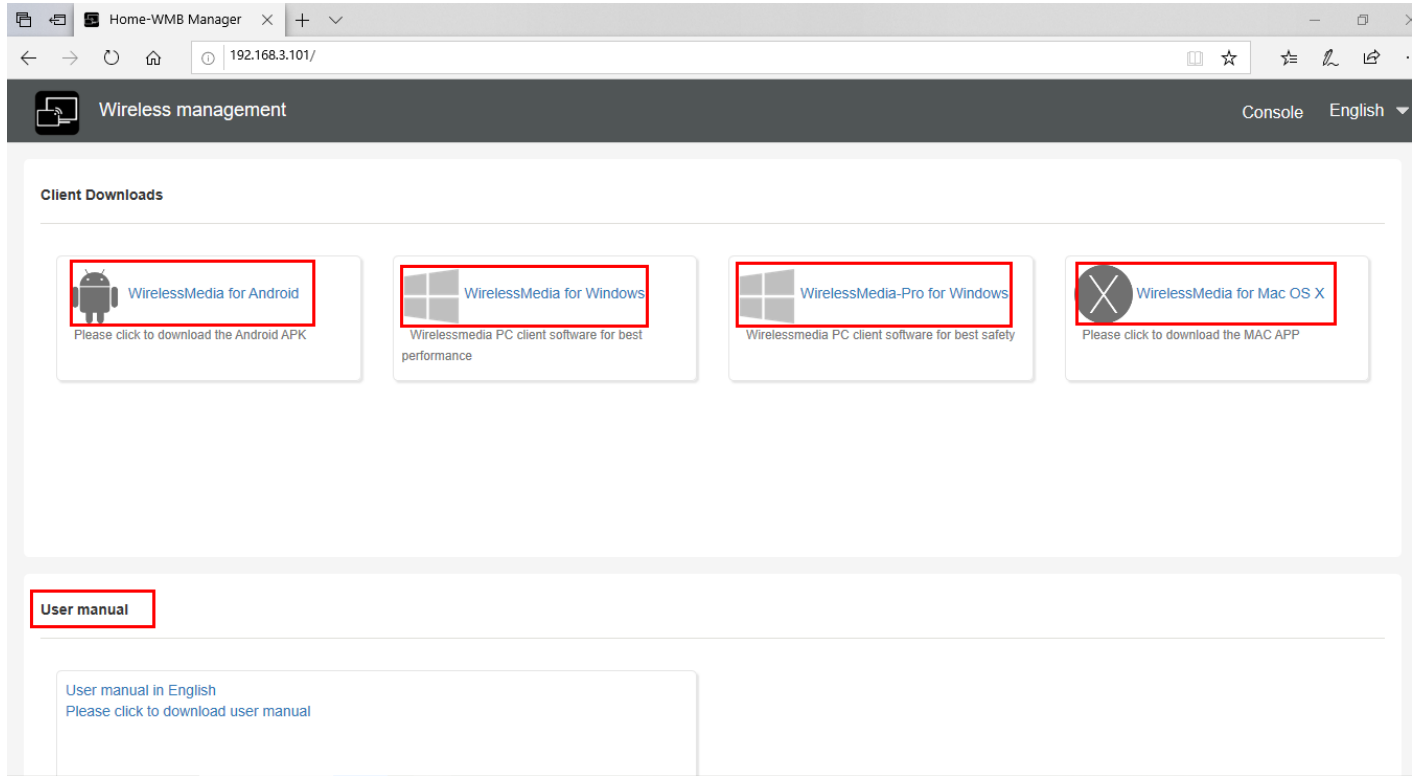 Home-WMB Manager
192.168.3.101/
Wireless management
Console
English
Client Downloads
WirelessMedia for Android
Please click to download the Android APK
WirelessMedia for Windows
Wirelessmedia PC client software for best
performance
WirelessMedia-Pro for Windows
Wirelessmedia PC client software for best safety
WirelessMedia for Mac OS X
Please click to download the MAC APP
User manual
User manual in English
Please click to download user manual